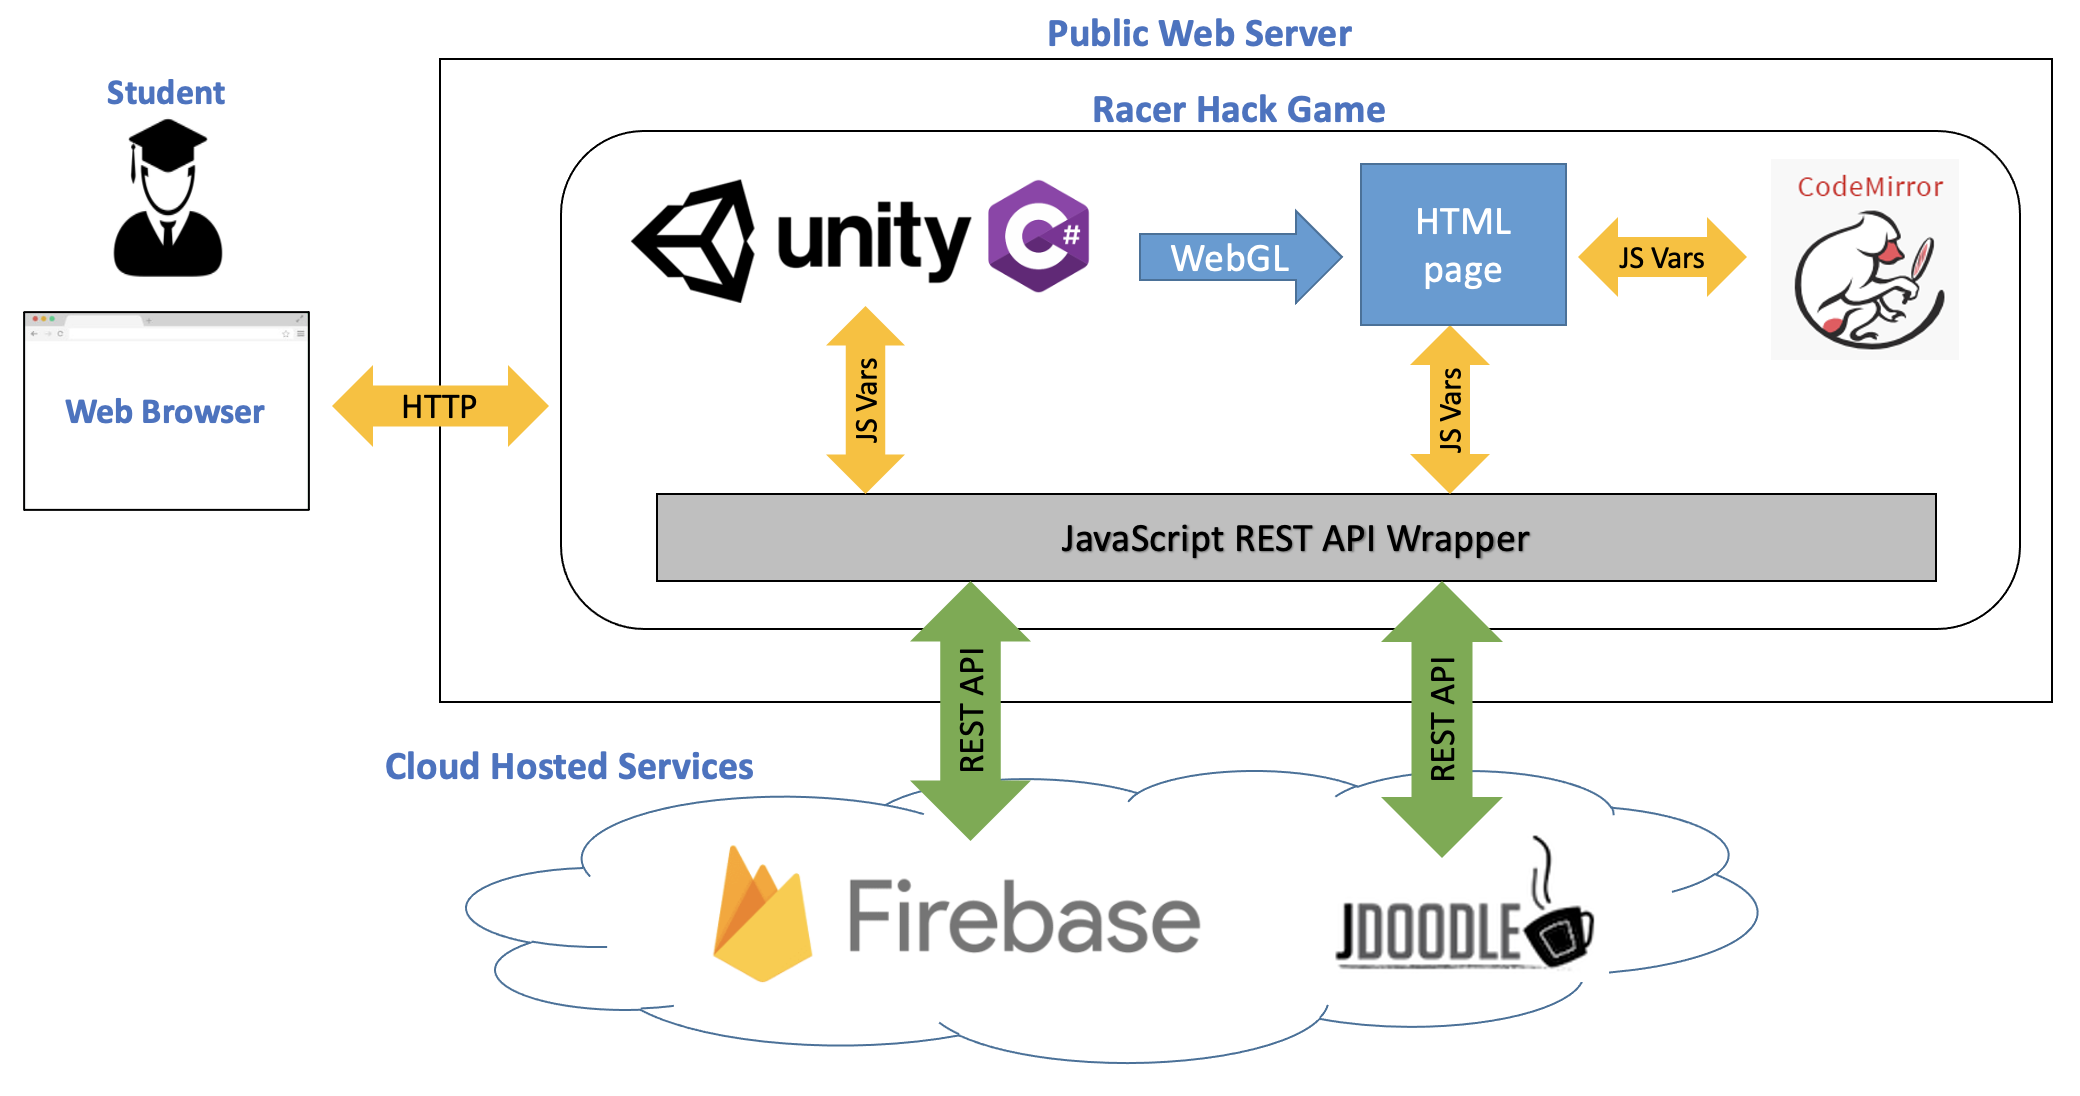 Public Web Server
Student
Racer Hack Game
unity
C#
WebGL
HTML
page
JS Vars
CodeMirror
Web Browser
HTTP
JS Vars
JS Vars
JavaScript REST API Wrapper
REST API
REST API
Cloud Hosted Services
Firebase
JDOODLE